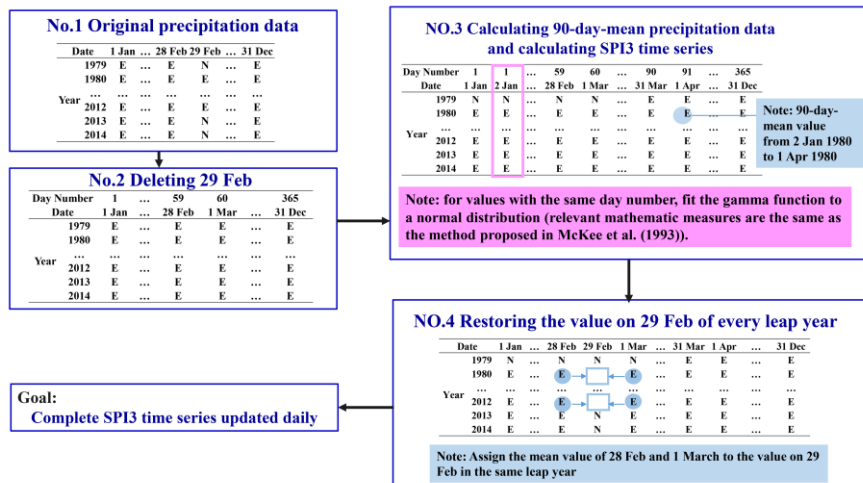 No.1 Original precipitation data
Date 1 Jan ... 28 Feb 29 Feb ... 31 Dec
1979 E ... E N ... E
1980 E ... E E ... E
... ... ... ... ... ... ...
Year
2012 E ... E E ... E
2013 E ... E N ... E
2014 E ... E N ... E
No.2 Deleting 29 Feb
Day Number 1 ... 59 60 ... 365
Date 1 Jan ... 28 Feb 1 Mar ... 31 Dec
1979 E ... E E ... E
1980 E ... E E ... E
... ... ... ... ... ... ...
Year
2012 E ... E E ... E
2013 E ... E E ... E
2014 E ... E E ... E
NO.3 Calculating 90-day-mean precipitation data
and calculating SPI3 time series
Day Number 1 1 ... 59 60 ... 90 91 ... 365
Date 1 Jan 2 Jan ... 28 Feb 1 Mar ... 31 Mar 1 Apr ... 31 Dec
1979 N N ... N N ... E E ... E
1980 E E ... E E ... E E ... E
... ... ... ... ... ... ... ... ... ... ...
Year
2012 E E ... E E ... E E ... E
2013 E E ... E E ... E E ... E
2014 E E ... E E ... E E ... E
Note: 90-day-
mean value
from 2 Jan 1980
to 1 Apr 1980
Note: for values with the same day number, fit the gamma function to
a normal distribution (relevant mathematic measures are the same as
the method proposed in McKee et al. (1993)).
NO.4 Restoring the value on 29 Feb of every leap year
Date 1 Jan ... 28 Feb 29 Feb 1 Mar ... 31 Mar 1 Apr ... 31 Dec
1979 N ... N N N ... E E ... E
1980 E ... E E ... E E ... E
... ... ... ... ... ... ... ... ... ... ...
Year
2012 E ... E E ... E E ... E
2013 E ... E N E ... E E ... E
2014 E ... E N E ... E E ... E
Note: Assign the mean value of 28 Feb and 1 March to the value on 29
Feb in the same leap year
Goal:
Complete SPI3 time series updated daily